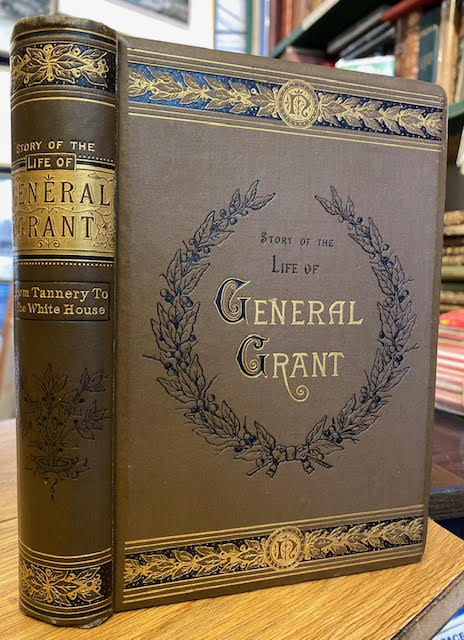 STORY OF THE
LIFE OF
GENERAL
GRANT
From Tannery To
the White House
STORY OF THE
LIFE OF
GENERAL
GRANT